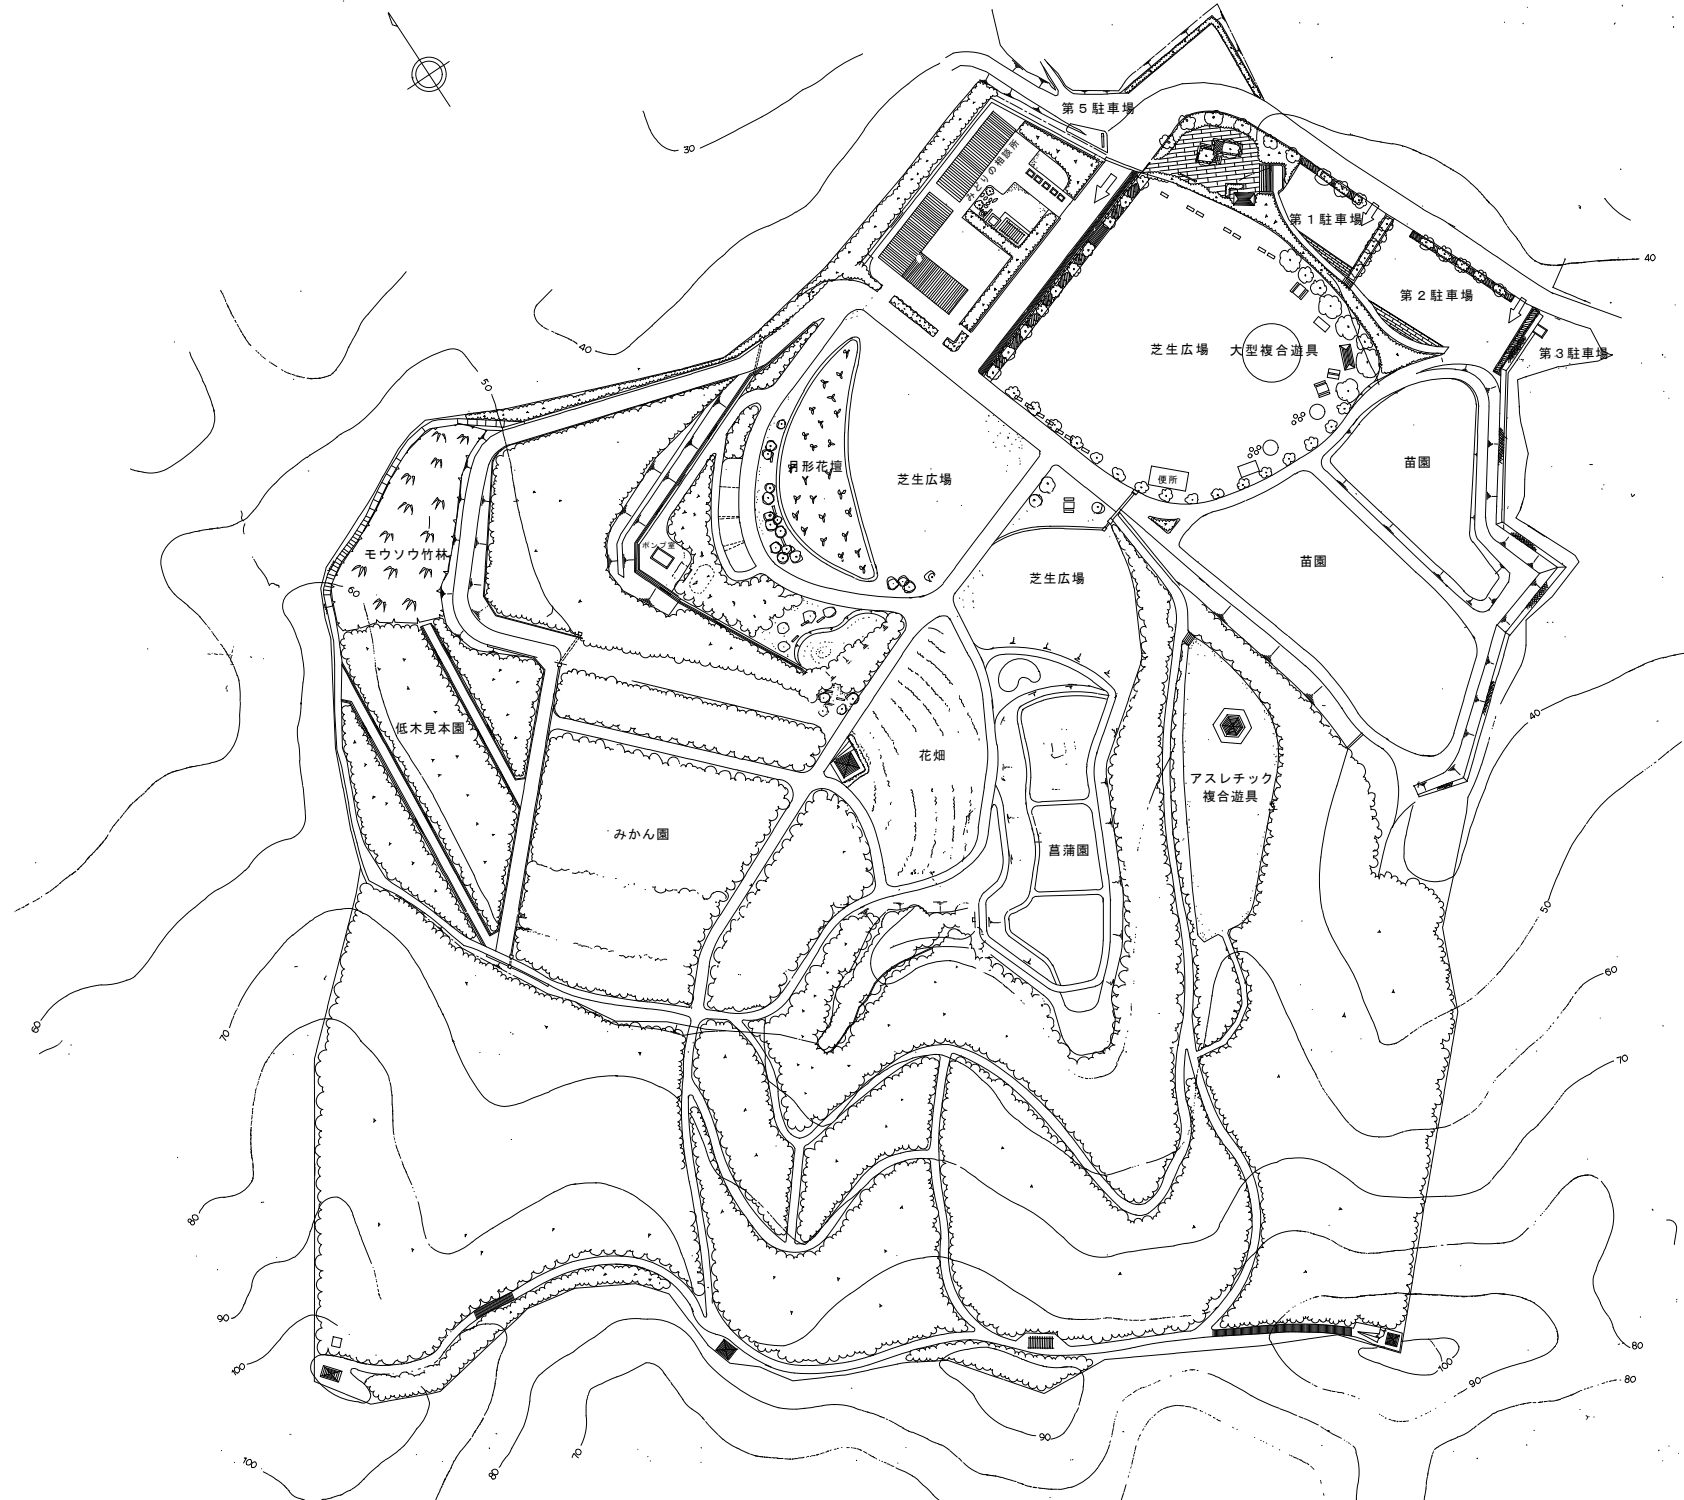 第5駐車場
30
みどりの相談所
第1駐車場
40
第2駐車場
40
芝生広場
大型複合遊具
第3駐車場
50
月形花壇
芝生広場
苗園
便所
モウソウ竹林
ポンプ室
芝生広場
苗園
60
低木見本園
40
花畑
アスレチック
複合遊具
みかん園
菖蒲園
50
60
60
70
70
80
90
100
80
100
90
80
90
100
80
70